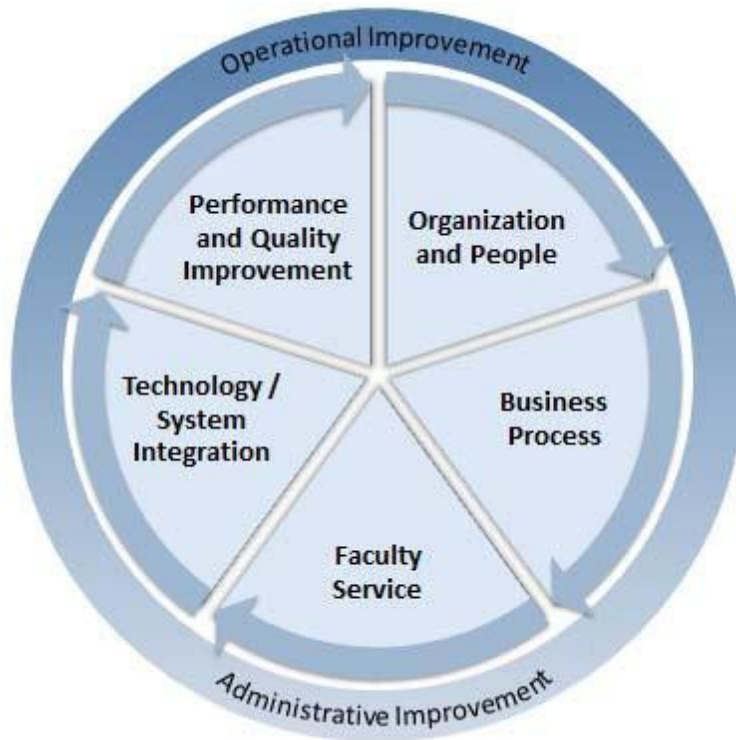 Operational Improvement
Performance
and Quality
Improvement
Organization
and People
Technology /
System
Integration
Business
Process
Faculty
Service
Administrative Improvement